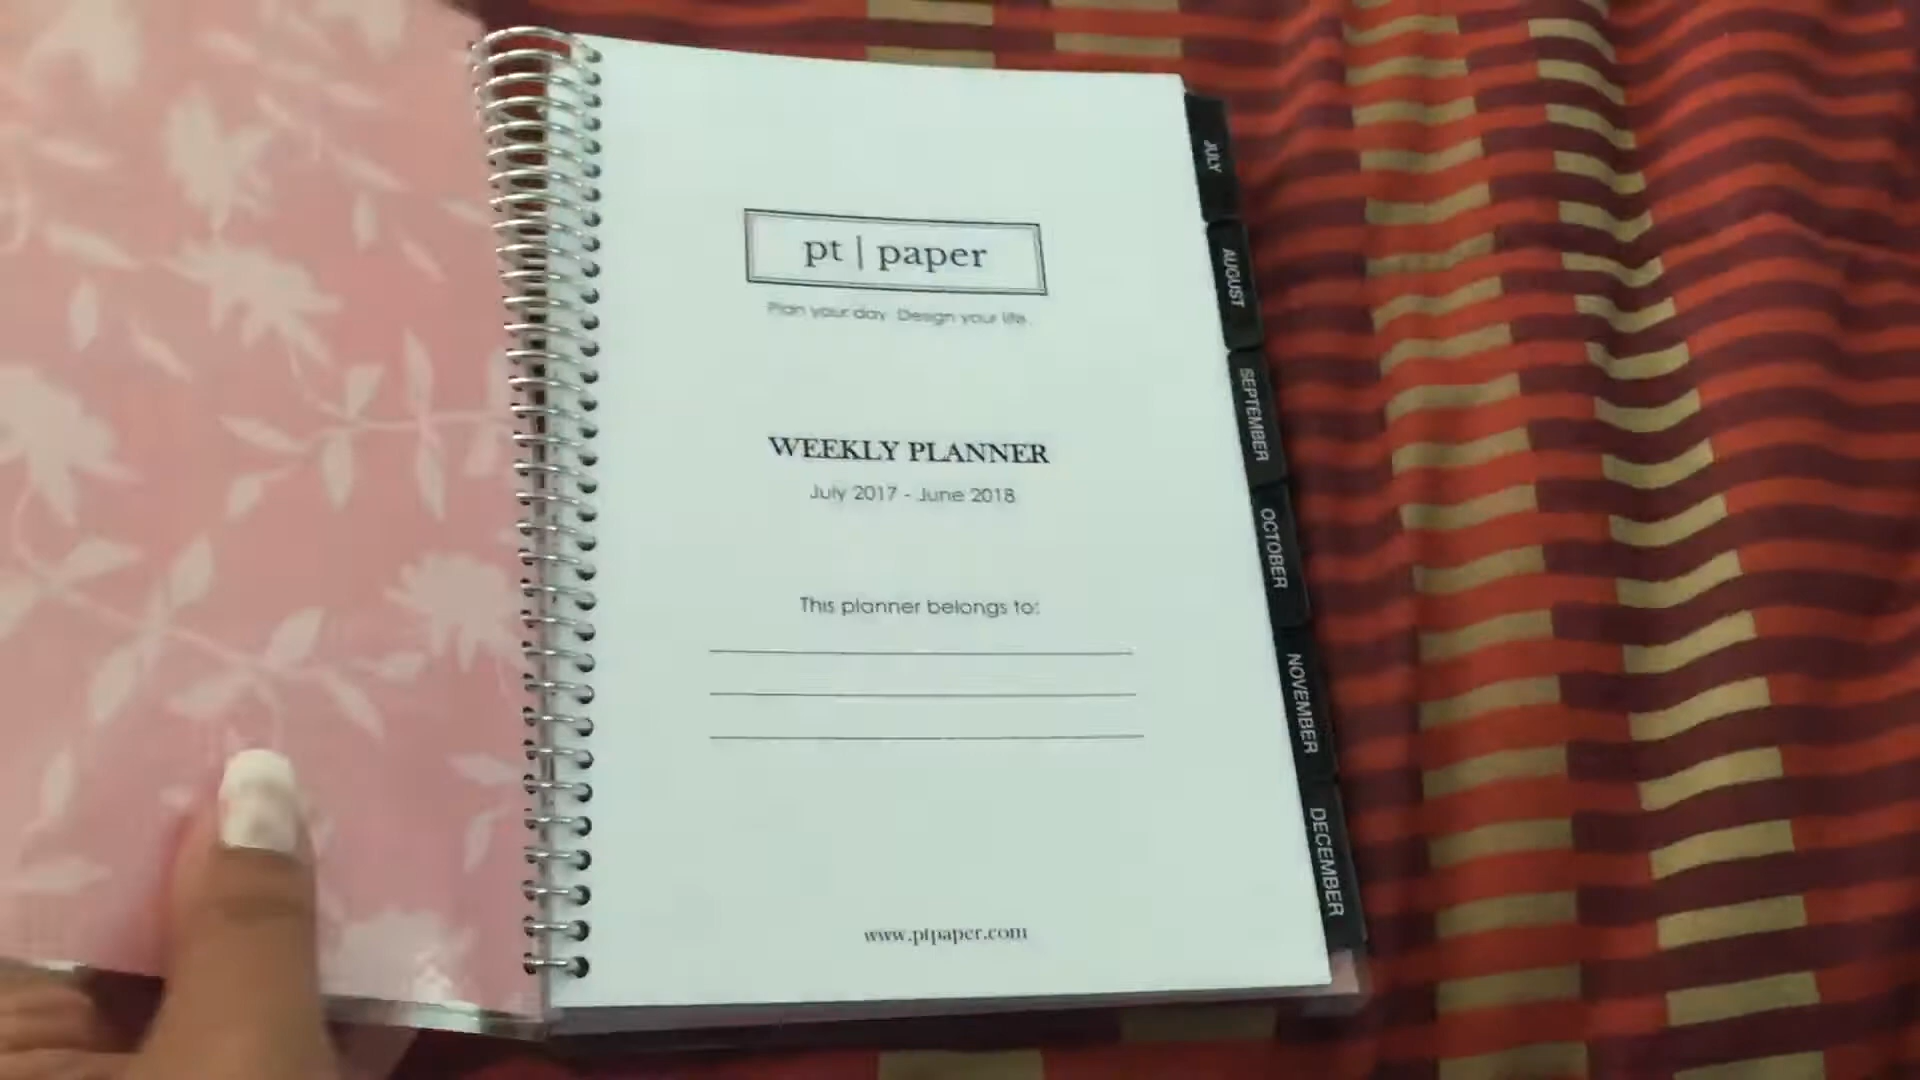 pt | paper
Plan your day. Design your life.
WEEKLY PLANNER
July 2017 - June 2018
This planner belongs to:
www.ptpaper.com
JULY
AUGUST
SEPTEMBER
OCTOBER
NOVEMBER
DECEMBER